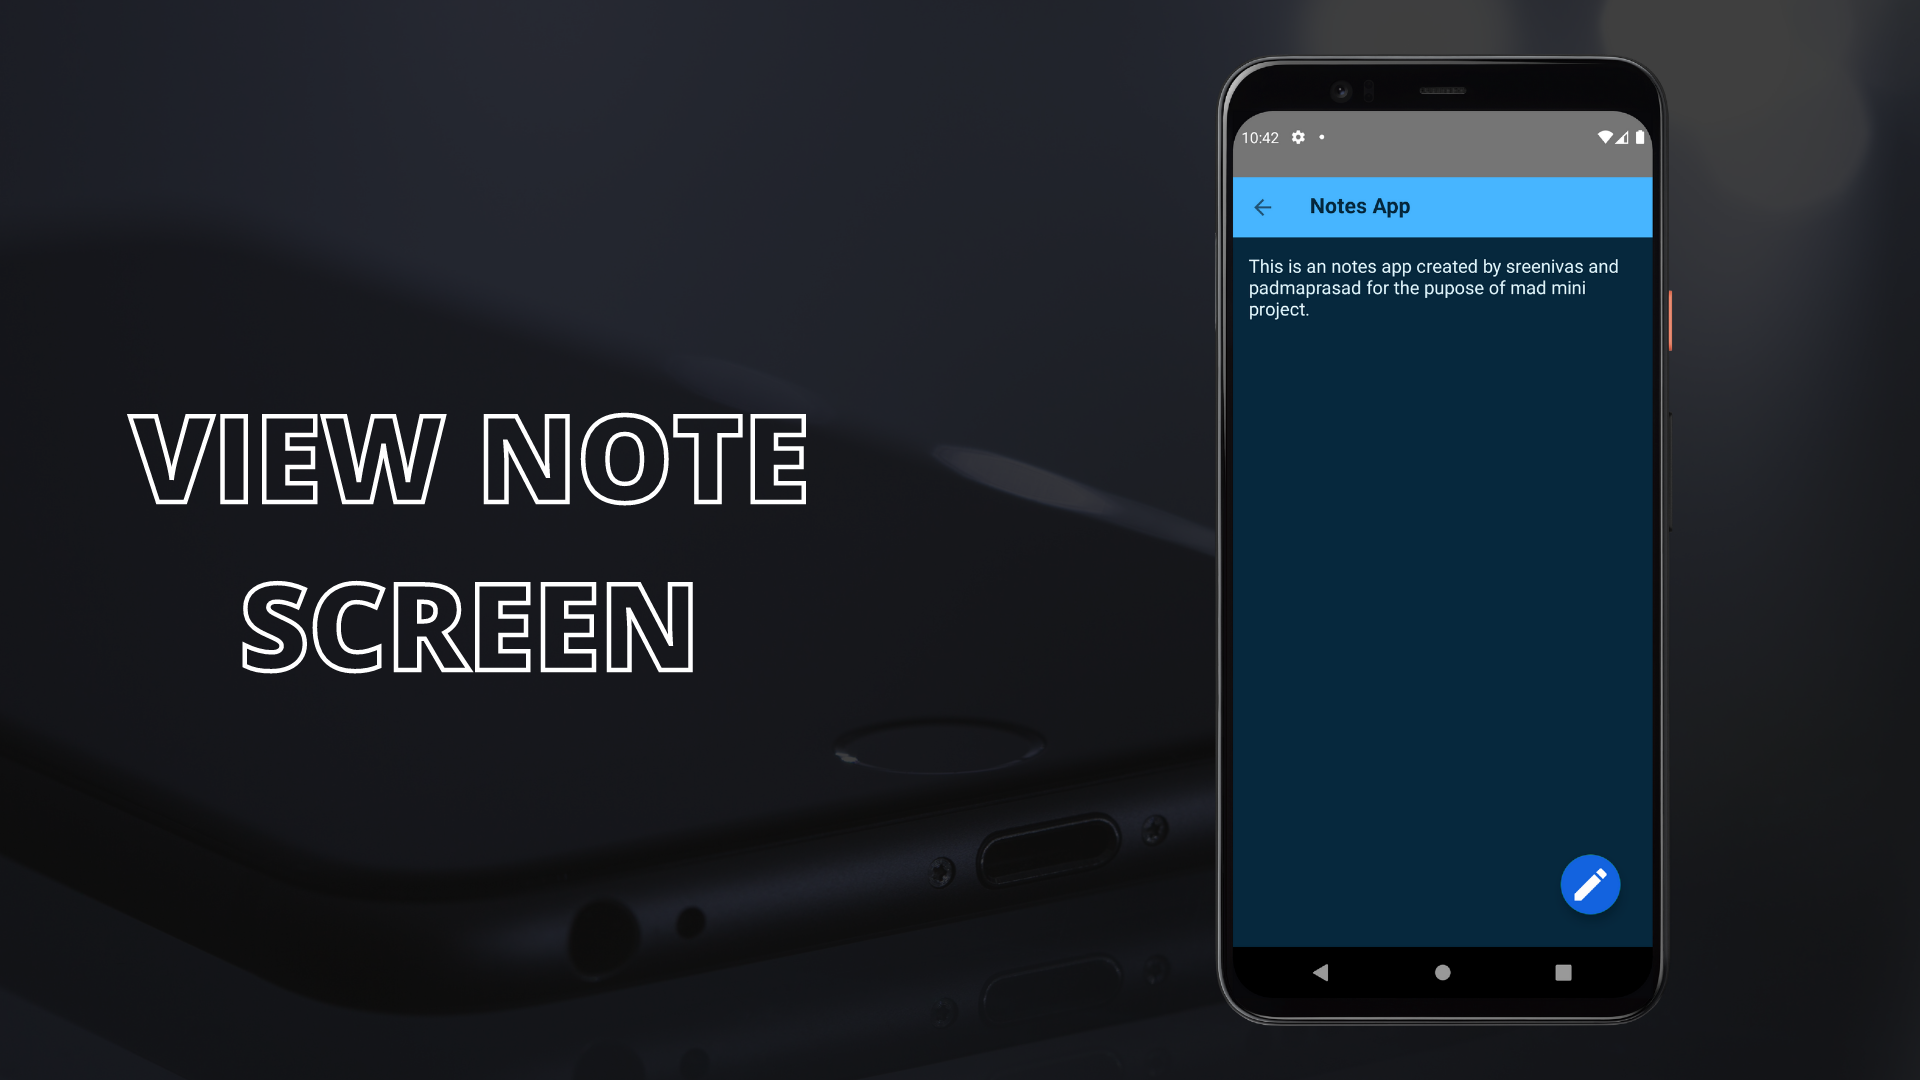 VIEW NOTE
SCREEN
10:42
Notes App
This is an notes app created by sreenivas and
padmaprasad for the pupose of mad mini
project.